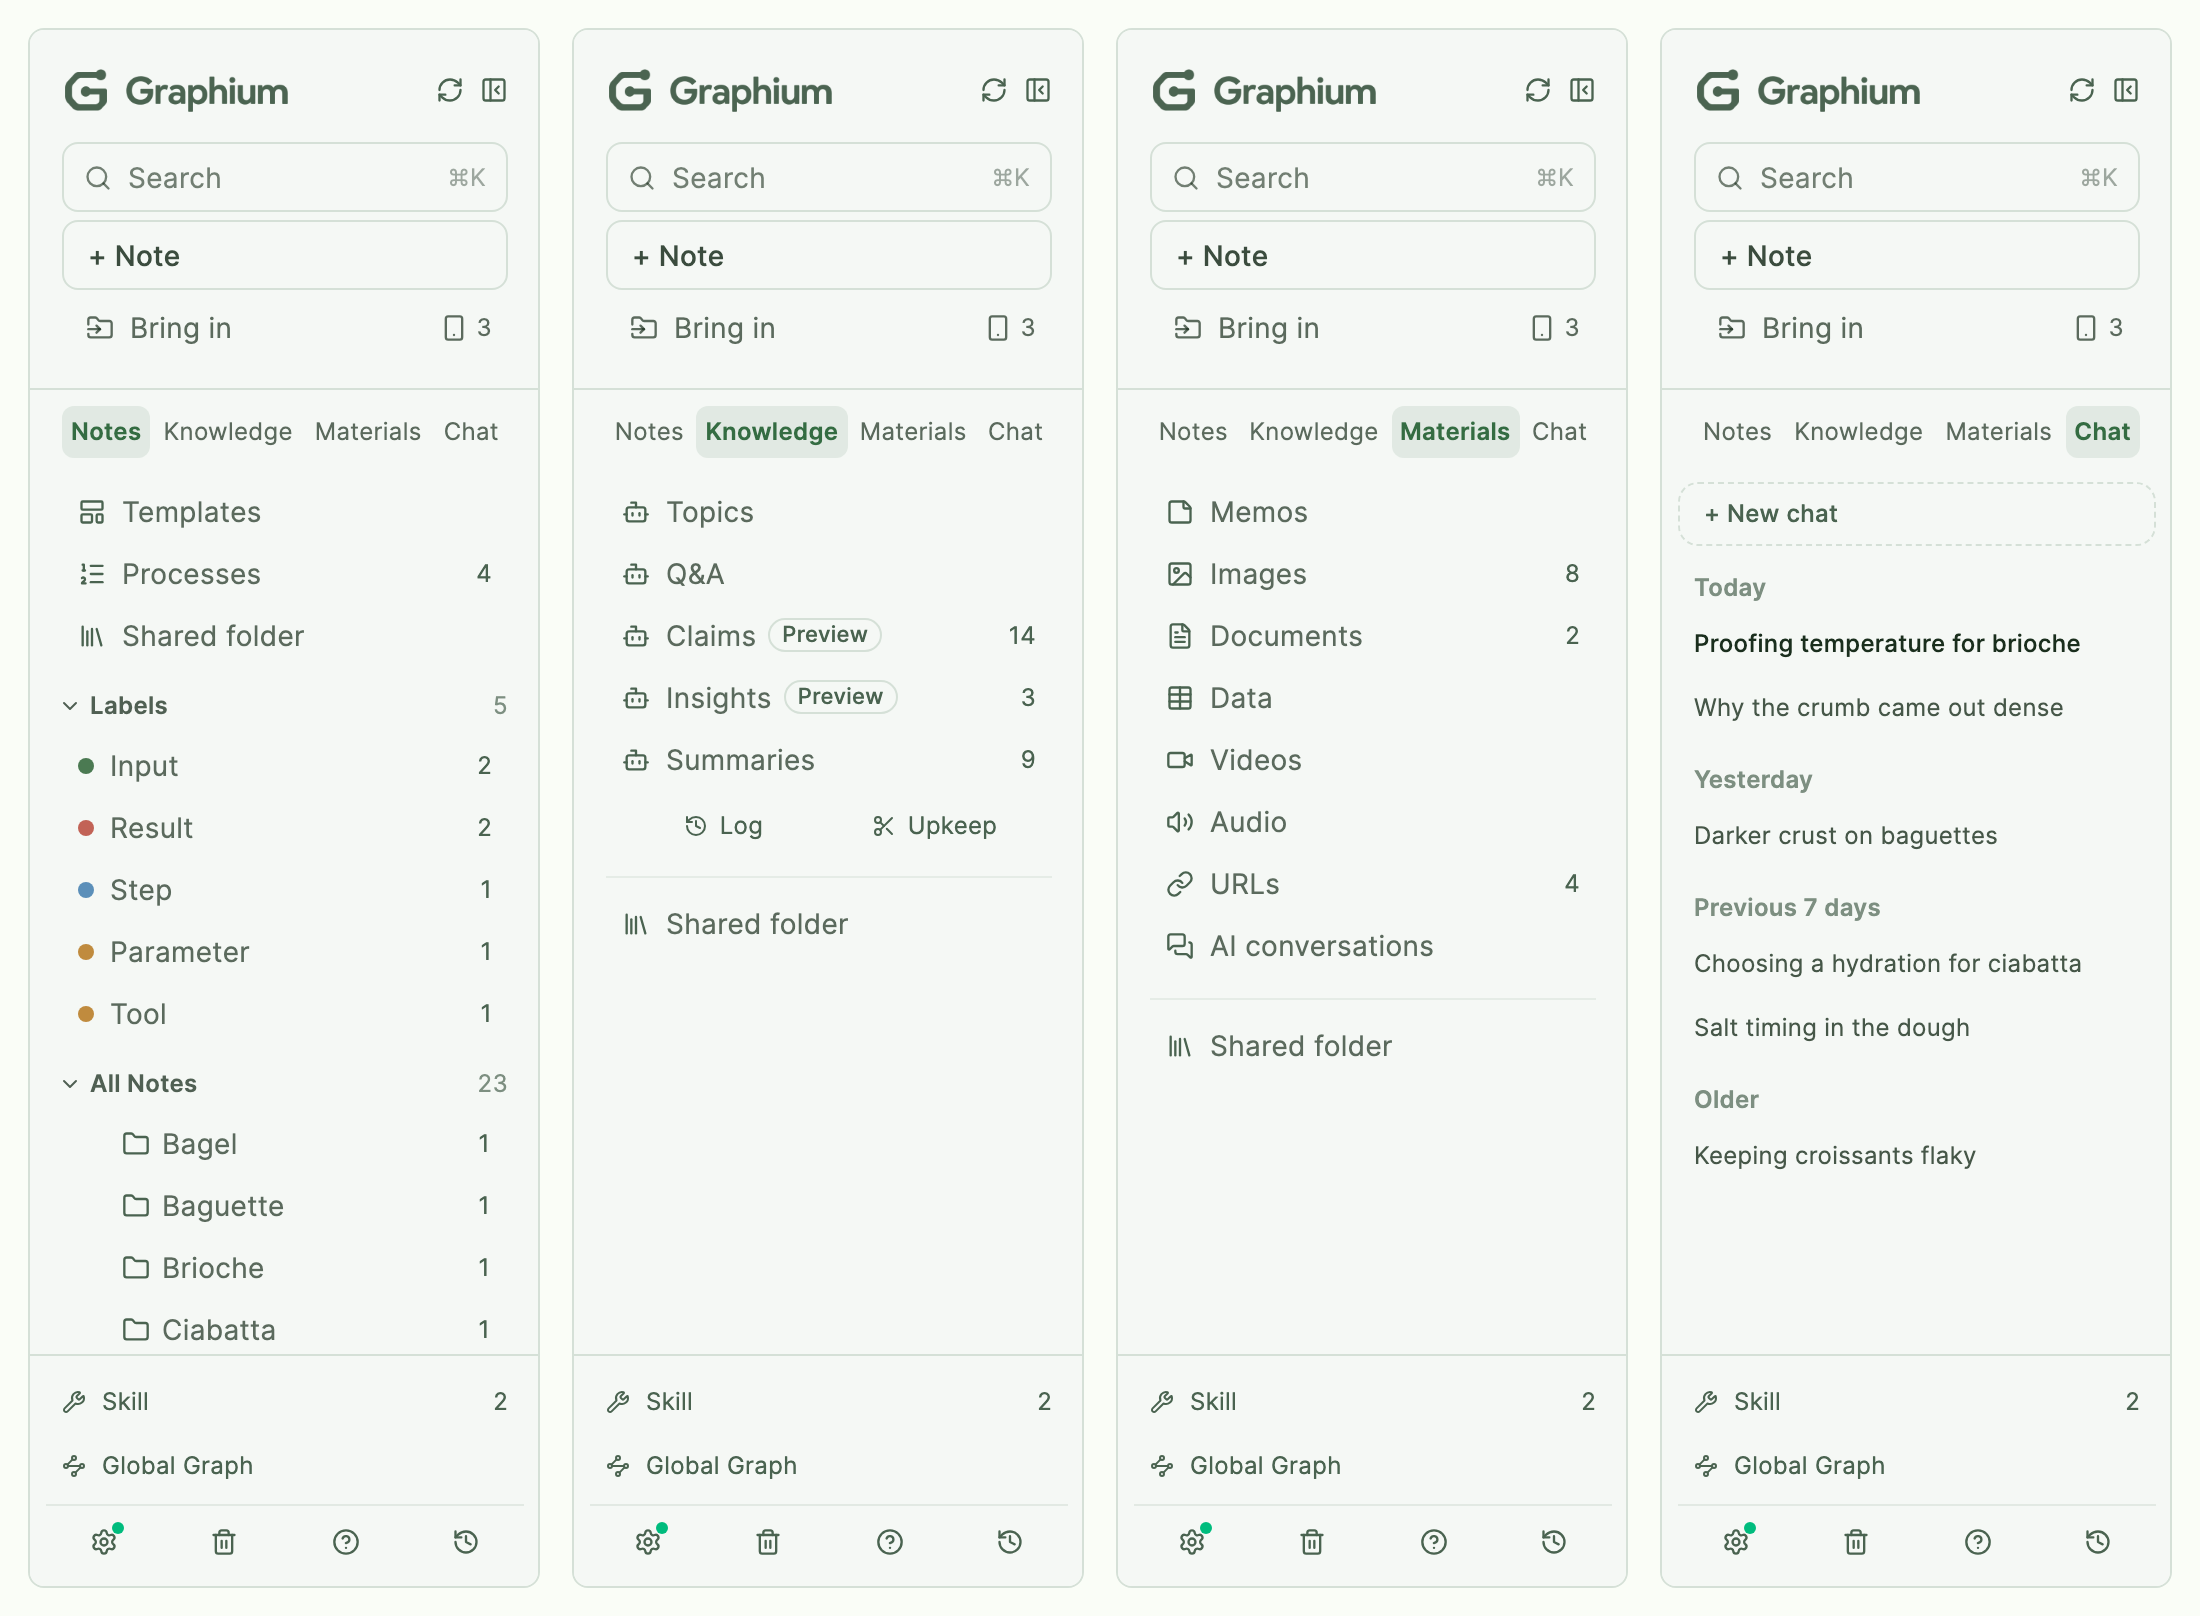 Graphium
Search ⌘K
+ Note
Bring in 3
Notes Knowledge Materials Chat
Templates
Processes 4
Shared folder
Labels 5
Input 2
Result 2
Step 1
Parameter 1
Tool 1
All Notes 23
Bagel 1
Baguette 1
Brioche 1
Ciabatta 1
Skill 2
Global Graph
Graphium
Search ⌘K
+ Note
Bring in 3
Notes Knowledge Materials Chat
Topics
Q&A
Claims Preview 14
Insights Preview 3
Summaries 9
Log Upkeep
Shared folder
Skill 2
Global Graph
Graphium
Search ⌘K
+ Note
Bring in 3
Notes Knowledge Materials Chat
Memos
Images 8
Documents 2
Data
Videos
Audio
URLs 4
AI conversations
Shared folder
Skill 2
Global Graph
Graphium
Search ⌘K
+ Note
Bring in 3
Notes Knowledge Materials Chat
+ New chat
Today
Proofing temperature for brioche
Why the crumb came out dense
Yesterday
Darker crust on baguettes
Previous 7 days
Choosing a hydration for ciabatta
Salt timing in the dough
Older
Keeping croissants flaky
Skill 2
Global Graph